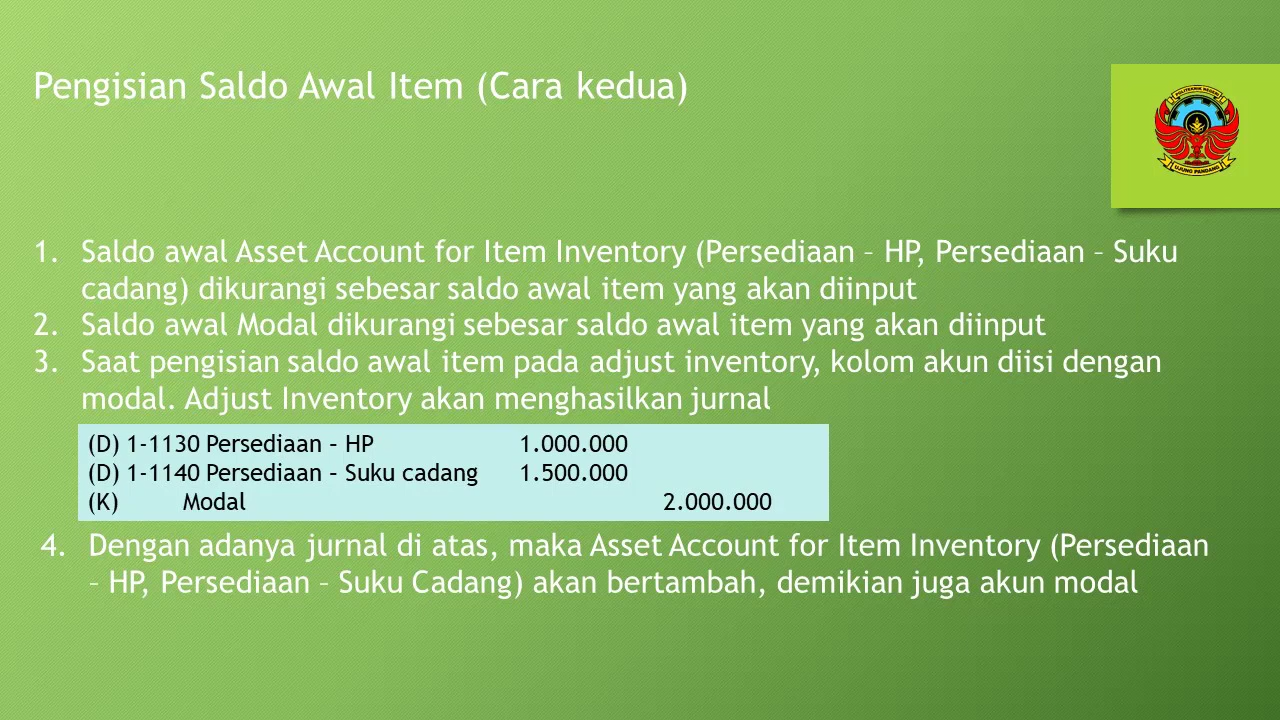 Pengisian Saldo Awal Item (Cara kedua)
POLITEKNIK NEGERI
UJUNG PANDANG
1. Saldo awal Asset Account for Item Inventory (Persediaan – HP, Persediaan – Suku
cadang) dikurangi sebesar saldo awal item yang akan diinput
2. Saldo awal Modal dikurangi sebesar saldo awal item yang akan diinput
3. Saat pengisian saldo awal item pada adjust inventory, kolom akun diisi dengan
modal. Adjust Inventory akan menghasilkan jurnal
(D) 1-1130 Persediaan – HP 1.000.000
(D) 1-1140 Persediaan – Suku cadang 1.500.000
(K) Modal 2.000.000
4. Dengan adanya jurnal di atas, maka Asset Account for Item Inventory (Persediaan
– HP, Persediaan – Suku Cadang) akan bertambah, demikian juga akun modal